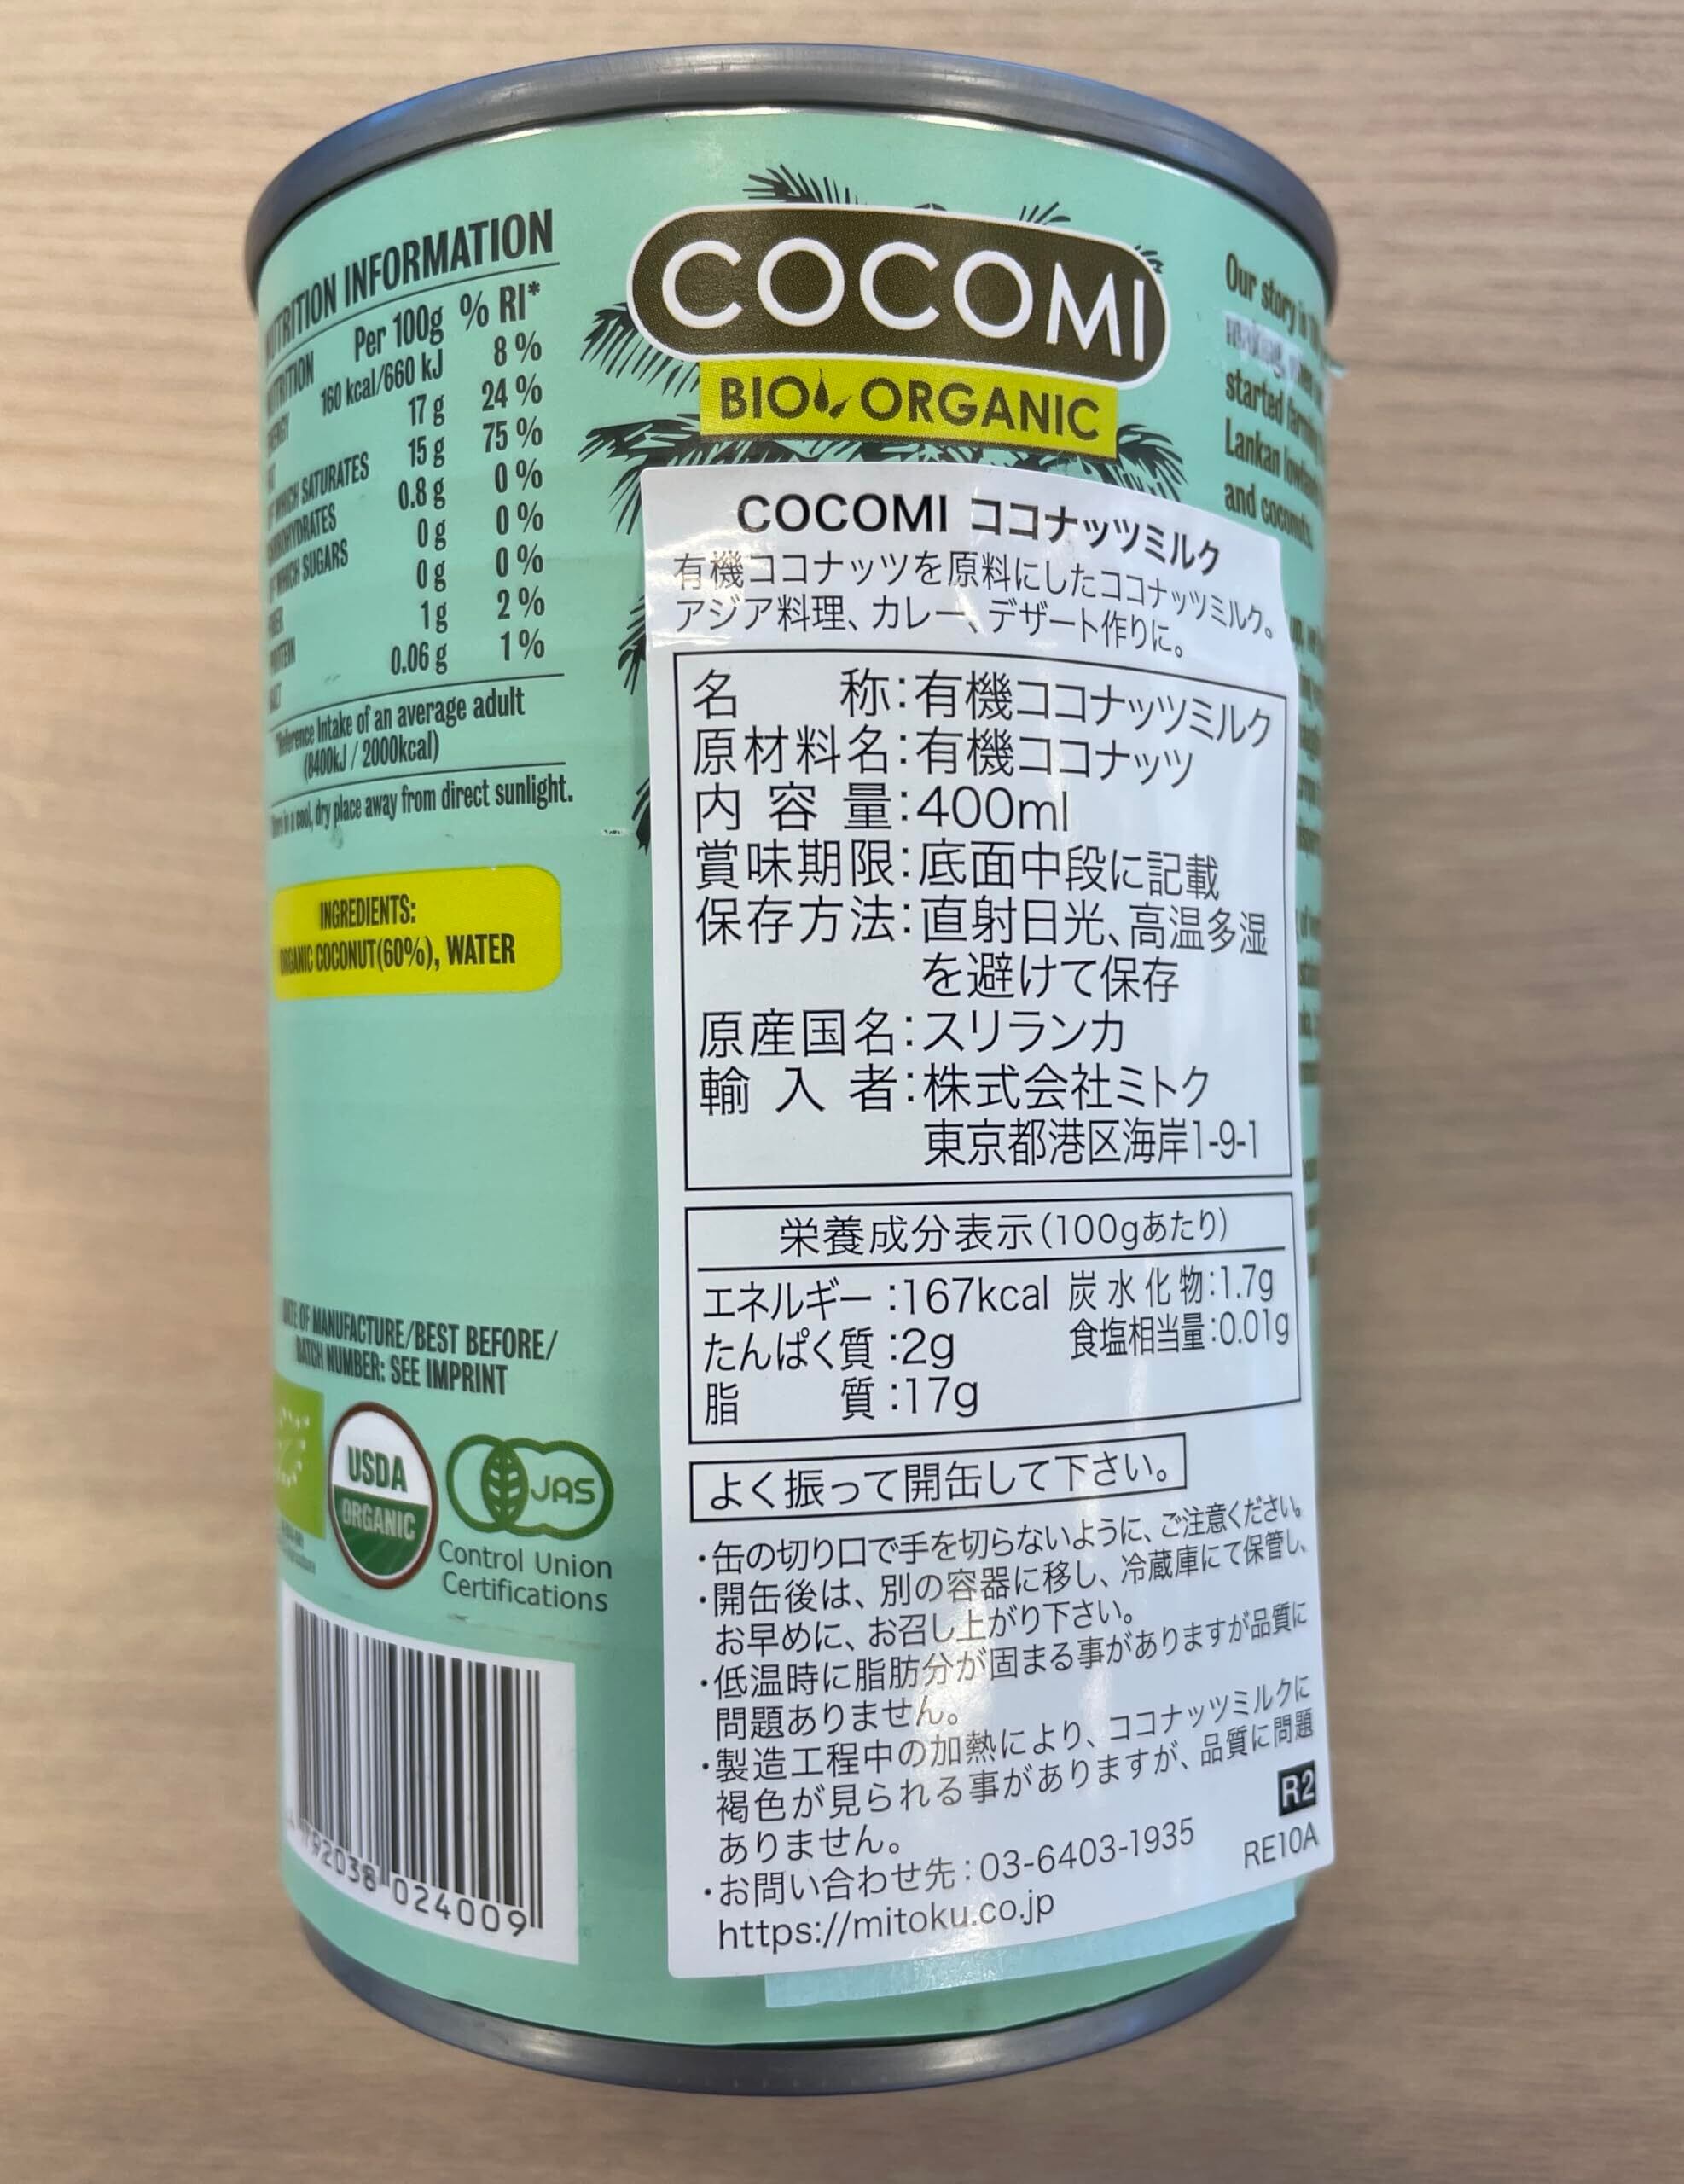 NUTRITION INFORMATION
NUTRITION Per 100g % RI*
ENERGY 160 kcal/660 kJ 8 %
FAT 17 g 24 %
OF WHICH SATURATES 15 g 75 %
CARBOHYDRATES 0.8 g 0 %
OF WHICH SUGARS 0 g 0 %
FIBER 0 g 0 %
PROTEIN 1 g 2 %
SALT 0.06 g 1 %
*Reference Intake of an average adult
(8400kJ / 2000kcal)
Store in a cool, dry place away from direct sunlight.
INGREDIENTS:
ORGANIC COCONUT (60%), WATER
DATE OF MANUFACTURE/BEST BEFORE/
BATCH NUMBER: SEE IMPRINT
USDA
ORGANIC
JAS
Control Union
Certifications
792038 024009
COCOMI
BIO ORGANIC
COCOMI ココナッツミルク
有機ココナッツを原料にしたココナッツミルク。
アジア料理、カレー、デザート作りに。
名 称:有機ココナッツミルク
原材料名:有機ココナッツ
内 容 量:400ml
賞味期限:底面中段に記載
保存方法:直射日光、高温多湿
を避けて保存
原産国名:スリランカ
輸 入 者:株式会社ミトク
東京都港区海岸1-9-1
栄養成分表示(100gあたり)
エネルギー:167kcal 炭水化物:1.7g
たんぱく質:2g 食塩相当量:0.01g
脂 質:17g
よく振って開缶して下さい。
・缶の切り口で手を切らないように、ご注意ください。
・開缶後は、別の容器に移し、冷蔵庫にて保管し、
お早めに、お召し上がり下さい。
・低温時に脂肪分が固まる事がありますが品質に
問題ありません。
・製造工程中の加熱により、ココナッツミルクに
褐色が見られる事がありますが、品質に問題
ありません。
・お問い合わせ先:03-6403-1935
https://mitoku.co.jp
R2
RE10A
Our story is
started farming
Lankan
and coconuts.